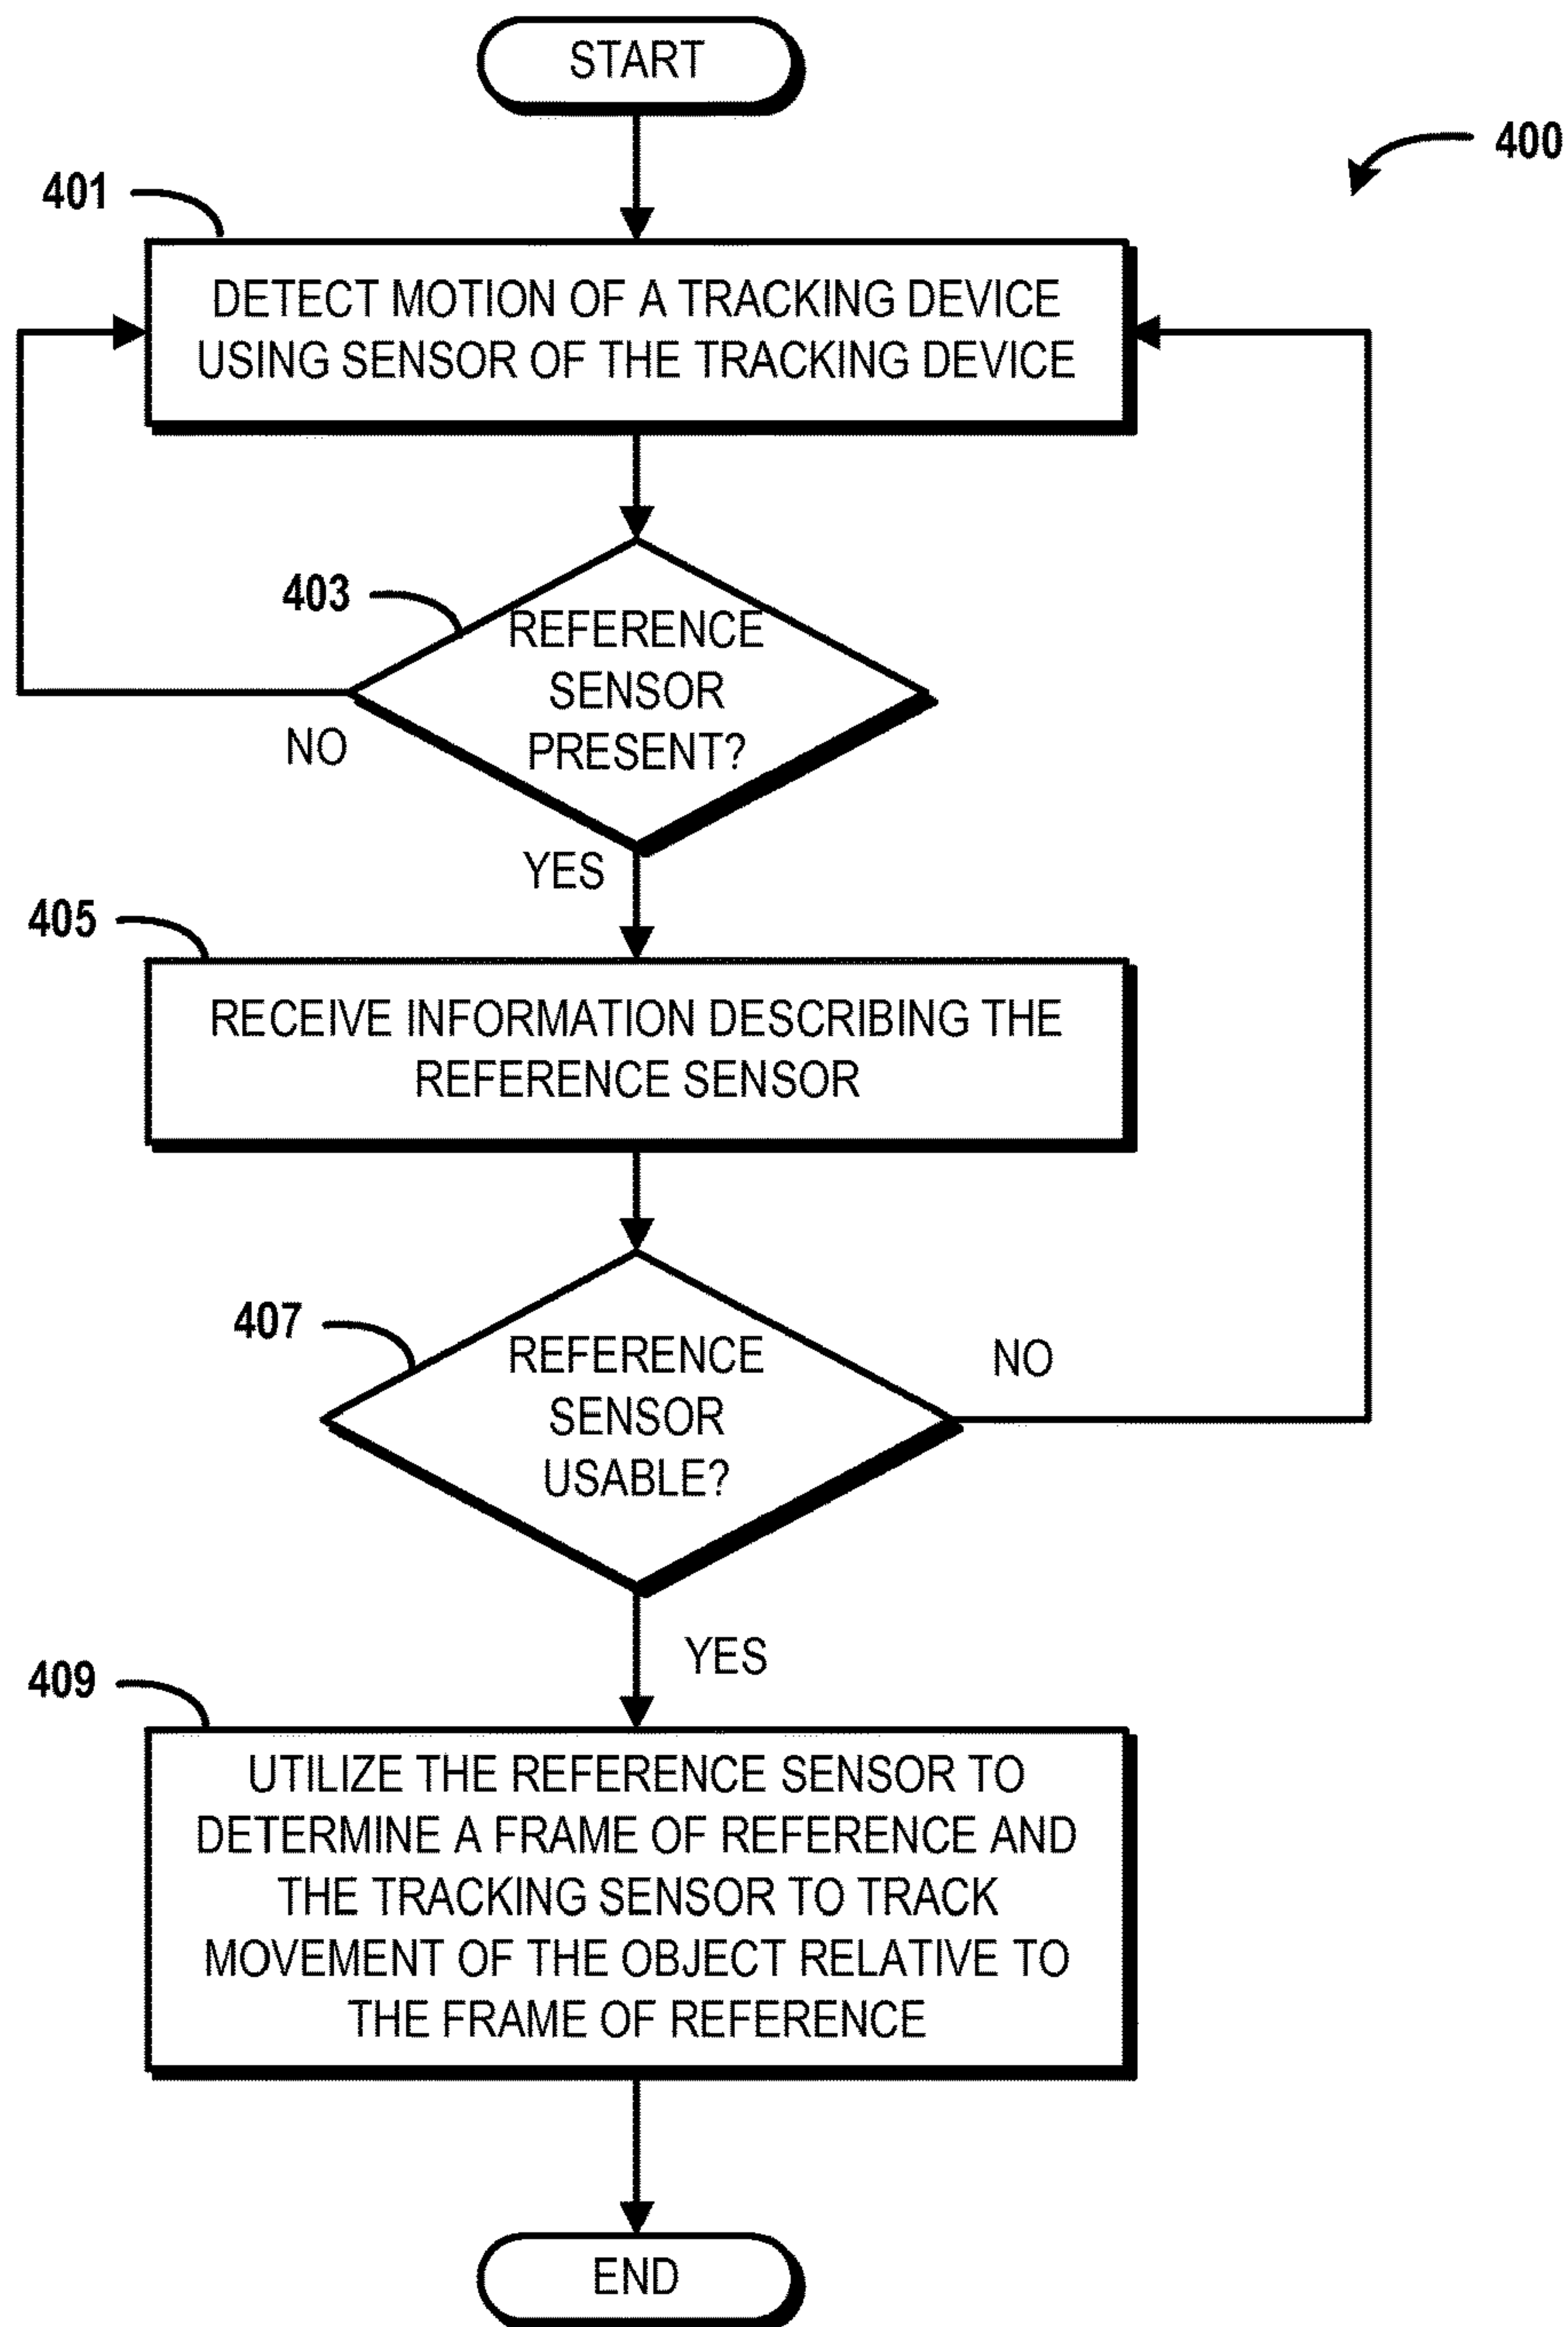 START
400
401
DETECT MOTION OF A TRACKING DEVICE
USING SENSOR OF THE TRACKING DEVICE
403
REFERENCE
SENSOR
PRESENT?
NO
YES
405
RECEIVE INFORMATION DESCRIBING THE
REFERENCE SENSOR
407
REFERENCE
SENSOR
USABLE?
NO
YES
409
UTILIZE THE REFERENCE SENSOR TO
DETERMINE A FRAME OF REFERENCE AND
THE TRACKING SENSOR TO TRACK
MOVEMENT OF THE OBJECT RELATIVE TO
THE FRAME OF REFERENCE
END